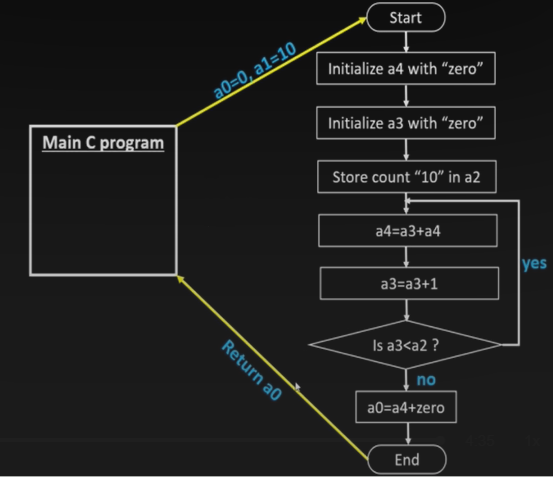 Start
a0=0, a1=10
Initialize a4 with “zero”
Initialize a3 with “zero”
Main C program
Store count “10” in a2
a4=a3+a4
yes
a3=a3+1
Is a3<a2 ?
Return a0
no
a0=a4+zero
End